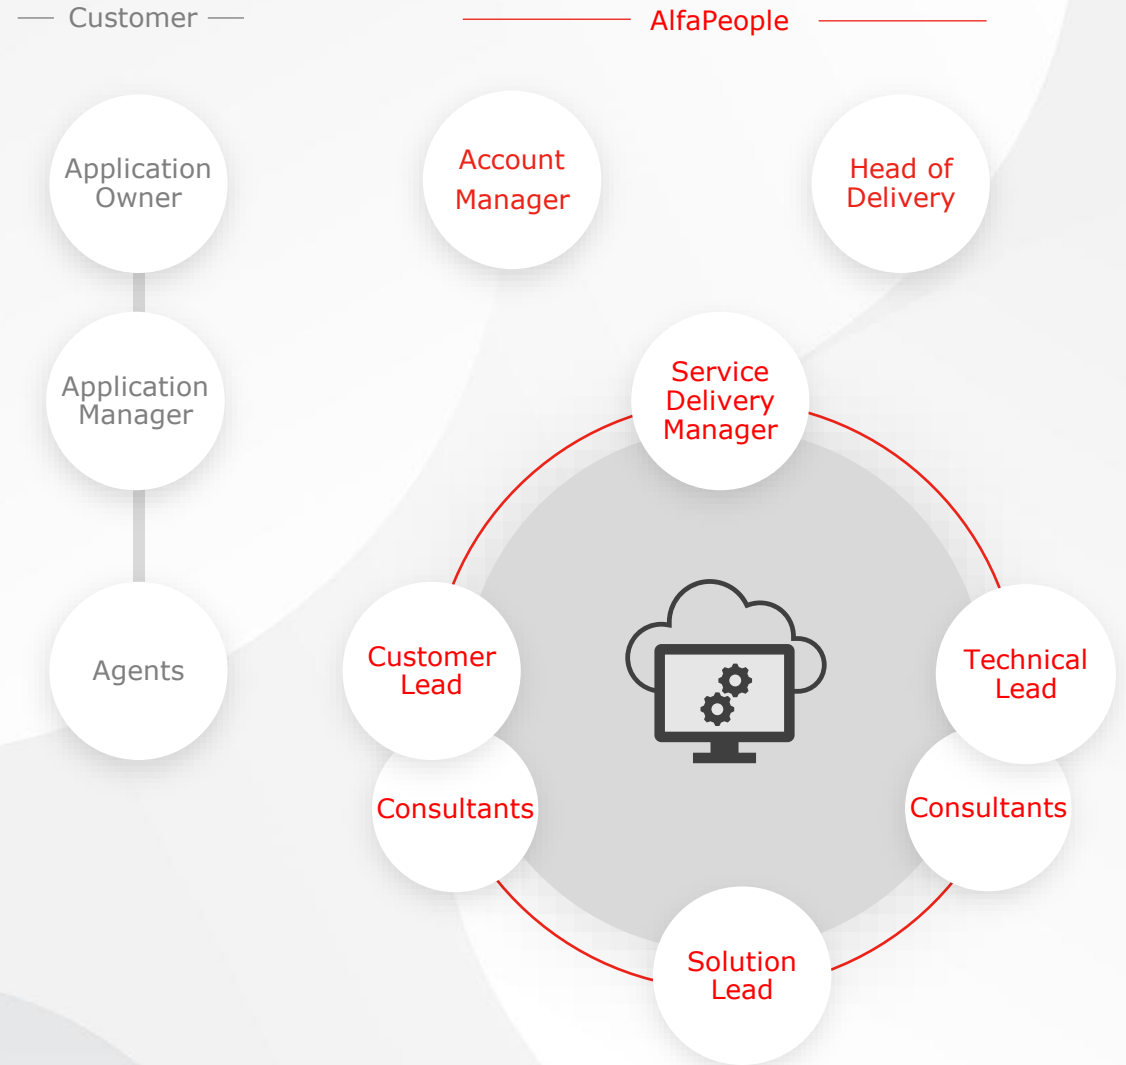 Customer
AlfaPeople
Application
Owner
Account
Manager
Head of
Delivery
Application
Manager
Service
Delivery
Manager
Agents
Customer
Lead
Technical
Lead
Consultants
Consultants
Solution
Lead